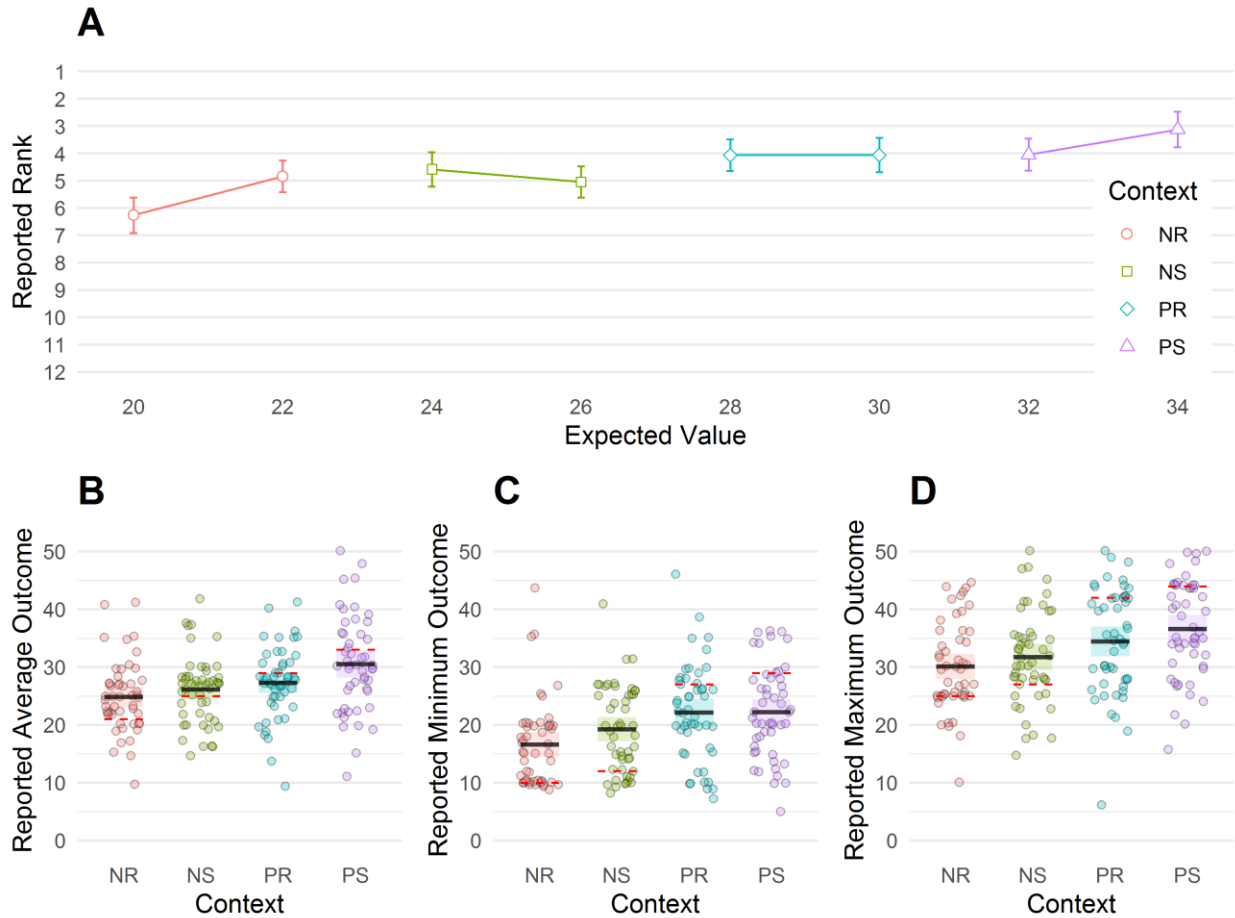 A
Reported Rank
1
2
3
4
5
6
7
8
9
10
11
12
20 22 24 26 28 30 32 34
Expected Value
Context
NR
NS
PR
PS
B
Reported Average Outcome
50
40
30
20
10
0
NR NS PR PS
Context
C
Reported Minimum Outcome
50
40
30
20
10
0
NR NS PR PS
Context
D
Reported Maximum Outcome
50
40
30
20
10
0
NR NS PR PS
Context